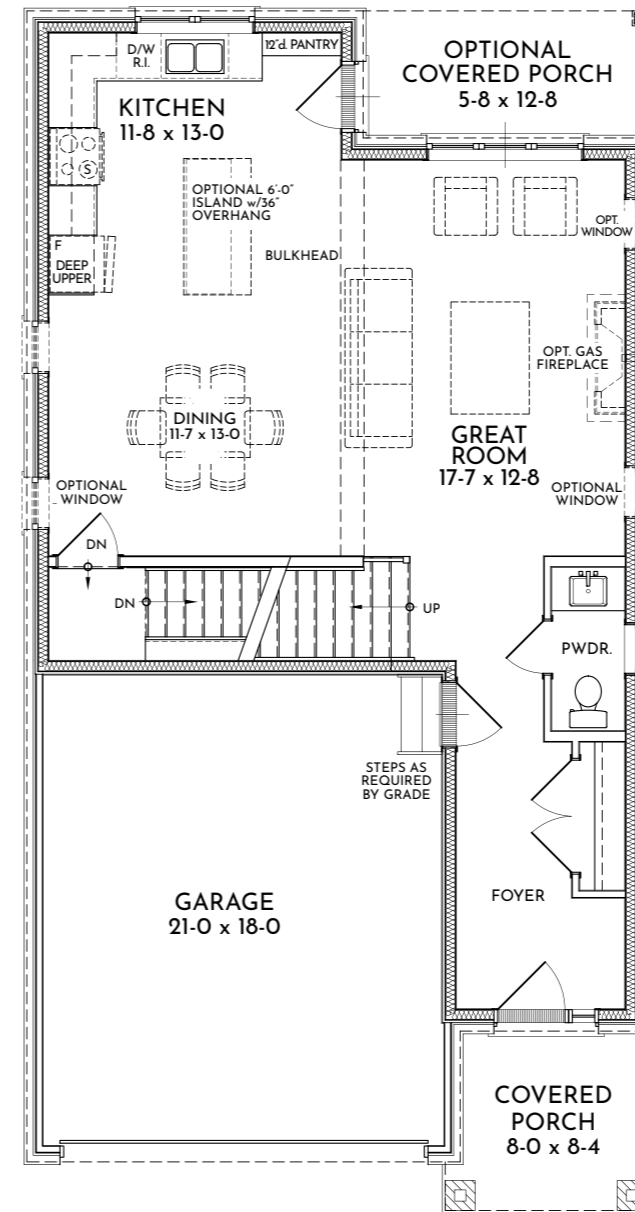 D/W
R.I.
12"d. PANTRY
OPTIONAL
COVERED PORCH
5-8 x 12-8
KITCHEN
11-8 x 13-0
S
OPTIONAL 6'-0"
ISLAND w/36"
OVERHANG
OPT.
WINDOW
F
DEEP
UPPER
BULKHEAD
OPT. GAS
FIREPLACE
DINING
11-7 x 13-0
GREAT
ROOM
17-7 x 12-8
OPTIONAL
WINDOW
OPTIONAL
WINDOW
DN
DN
UP
PWDR.
STEPS AS
REQUIRED
BY GRADE
GARAGE
21-0 x 18-0
FOYER
COVERED
PORCH
8-0 x 8-4